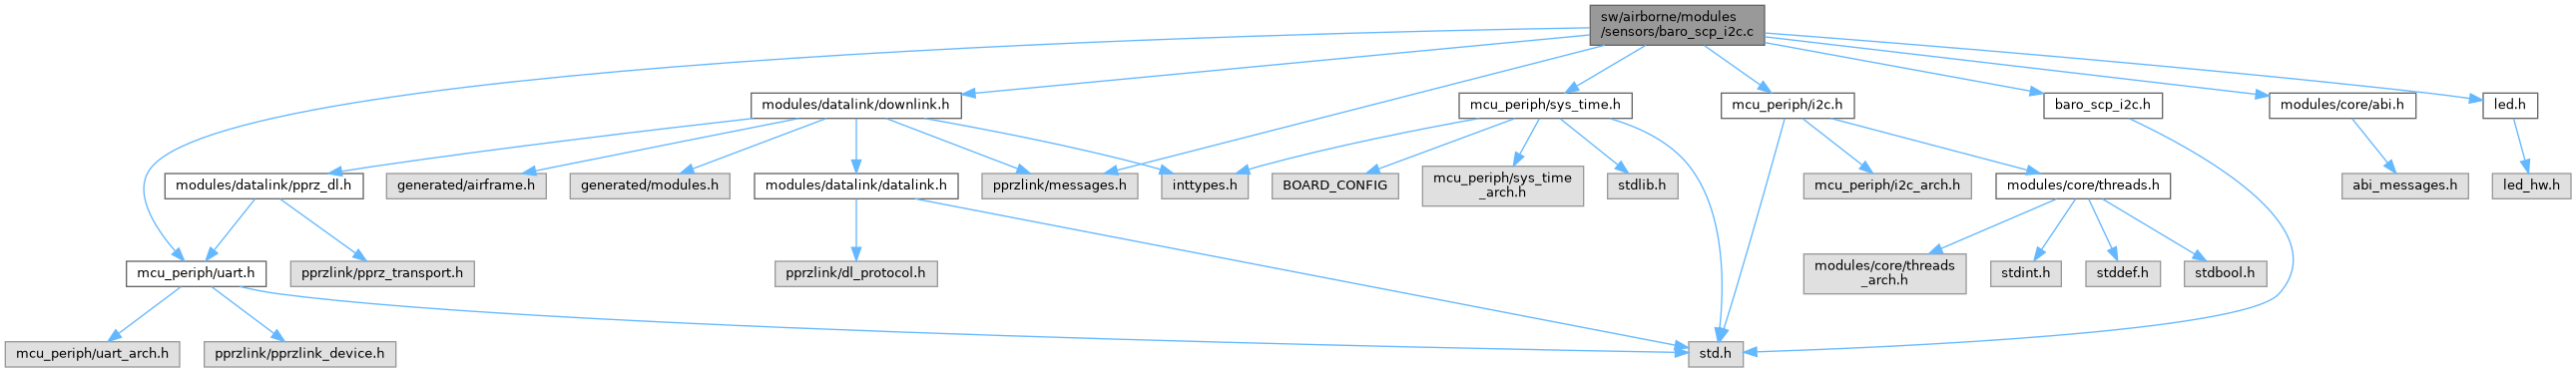 sw/airborne/modules
/sensors/baro_scp_i2c.c
modules/datalink/downlink.h
mcu_periph/sys_time.h
mcu_periph/i2c.h
baro_scp_i2c.h
modules/core/abi.h
led.h
modules/datalink/pprz_dl.h
generated/airframe.h
generated/modules.h
modules/datalink/datalink.h
pprzlink/messages.h
inttypes.h
BOARD_CONFIG
mcu_periph/sys_time
_arch.h
stdlib.h
mcu_periph/i2c_arch.h
modules/core/threads.h
abi_messages.h
led_hw.h
mcu_periph/uart.h
pprzlink/pprz_transport.h
pprzlink/dl_protocol.h
modules/core/threads
_arch.h
stdint.h
stddef.h
stdbool.h
mcu_periph/uart_arch.h
pprzlink/pprzlink_device.h
std.h